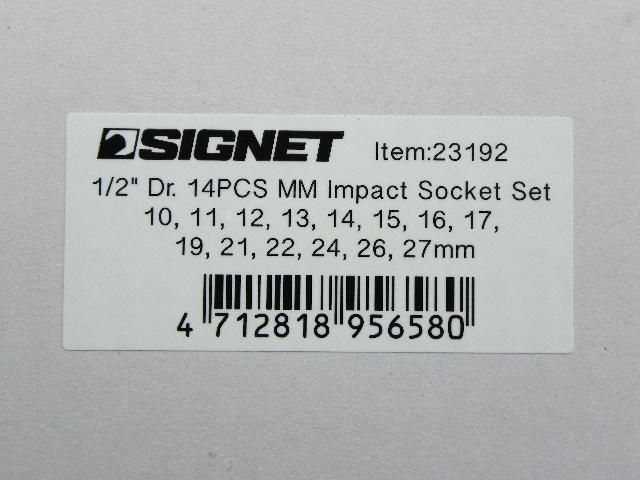 SIGNET Item:23192
1/2" Dr. 14PCS MM Impact Socket Set
10, 11, 12, 13, 14, 15, 16, 17,
19, 21, 22, 24, 26, 27mm
4 712818 956580